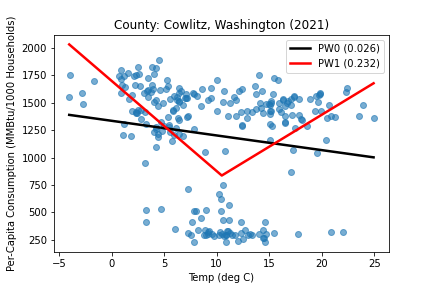 County: Cowlitz, Washington (2021)
PW0 (0.026)
PW1 (0.232)
Per-Capita Consumption (MMBtu/1000 Households)
2000
1750
1500
1250
1000
750
500
250
−5 0 5 10 15 20 25
Temp (deg C)